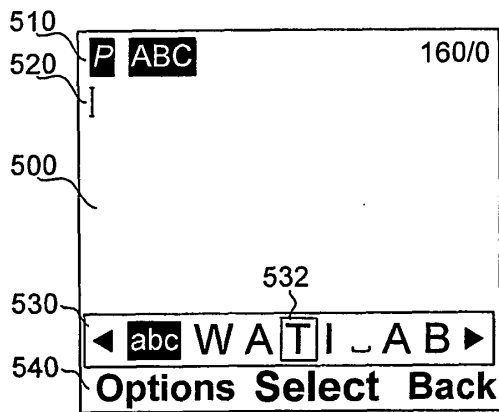 510
P ABC 160/0
520
500
532
530
◄ abc W A T I ⎵ A B ►
540
Options Select Back